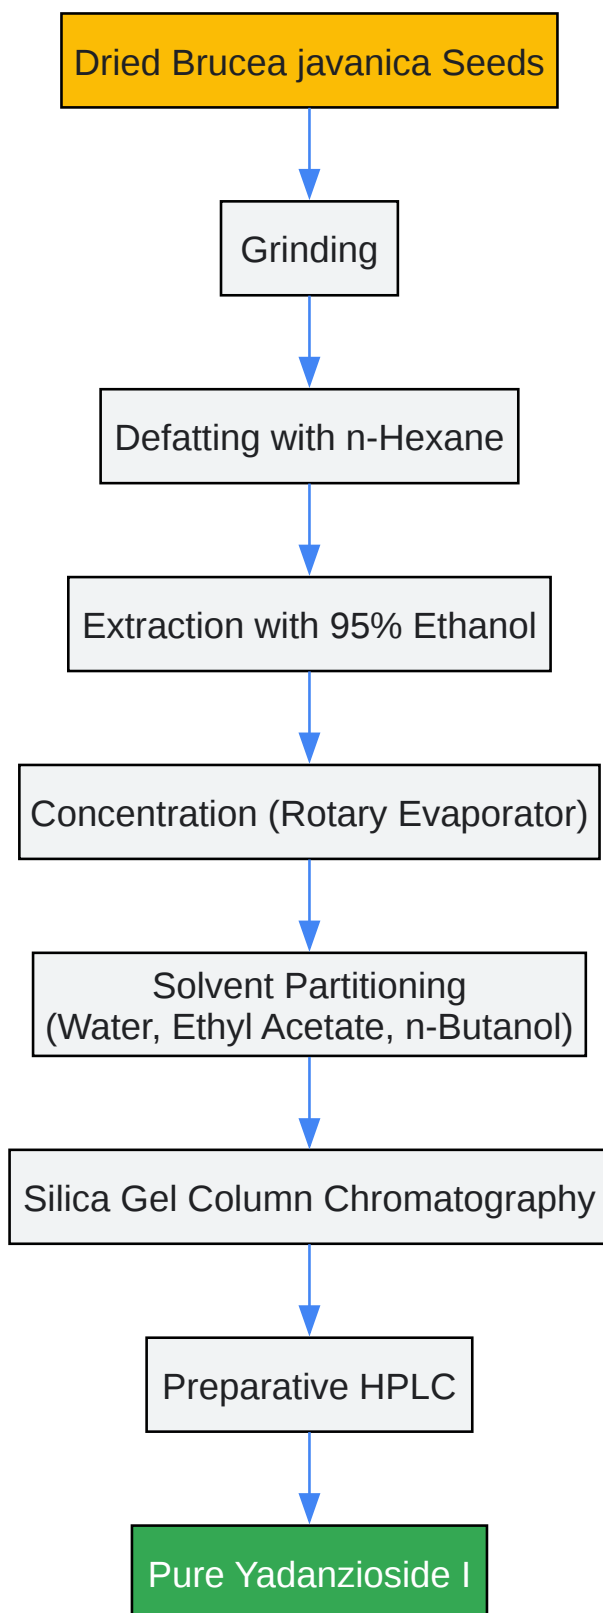 Dried Brucea javanica Seeds
Grinding
Defatting with n-Hexane
Extraction with 95% Ethanol
Concentration (Rotary Evaporator)
Solvent Partitioning
(Water, Ethyl Acetate, n-Butanol)
Silica Gel Column Chromatography
Preparative HPLC
Pure Yadanzioside I